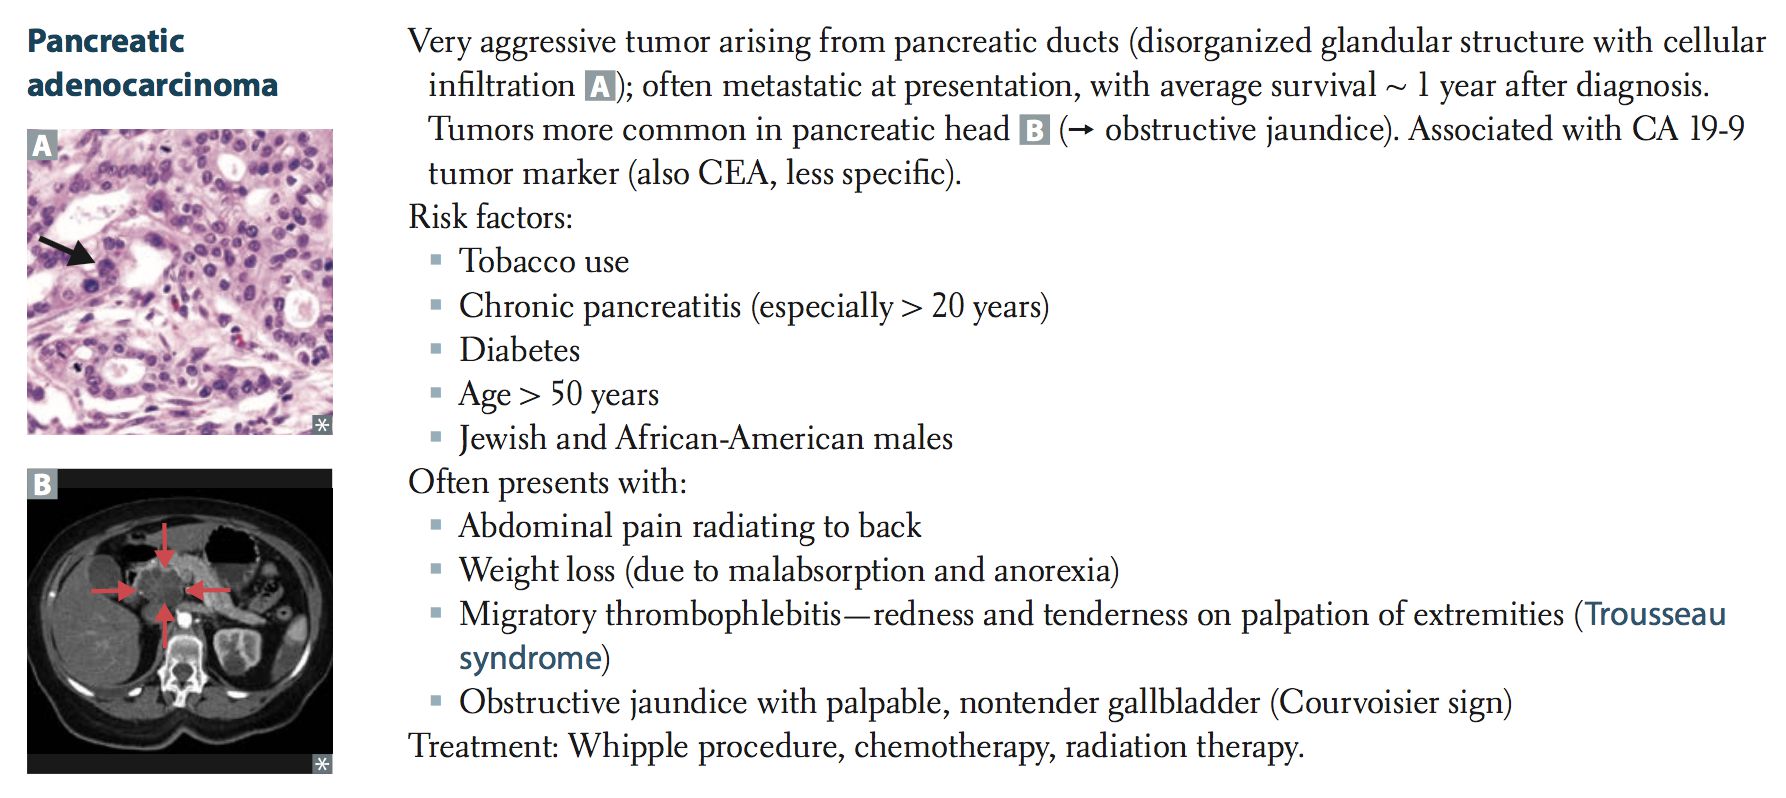 Pancreatic
adenocarcinoma
A
*
B
*
Very aggressive tumor arising from pancreatic ducts (disorganized glandular structure with cellular
infiltration A); often metastatic at presentation, with average survival ~ 1 year after diagnosis.
Tumors more common in pancreatic head B (→ obstructive jaundice). Associated with CA 19-9
tumor marker (also CEA, less specific).
Risk factors:
▪ Tobacco use
▪ Chronic pancreatitis (especially > 20 years)
▪ Diabetes
▪ Age > 50 years
▪ Jewish and African-American males
Often presents with:
▪ Abdominal pain radiating to back
▪ Weight loss (due to malabsorption and anorexia)
▪ Migratory thrombophlebitis—redness and tenderness on palpation of extremities (Trousseau
syndrome)
▪ Obstructive jaundice with palpable, nontender gallbladder (Courvoisier sign)
Treatment: Whipple procedure, chemotherapy, radiation therapy.